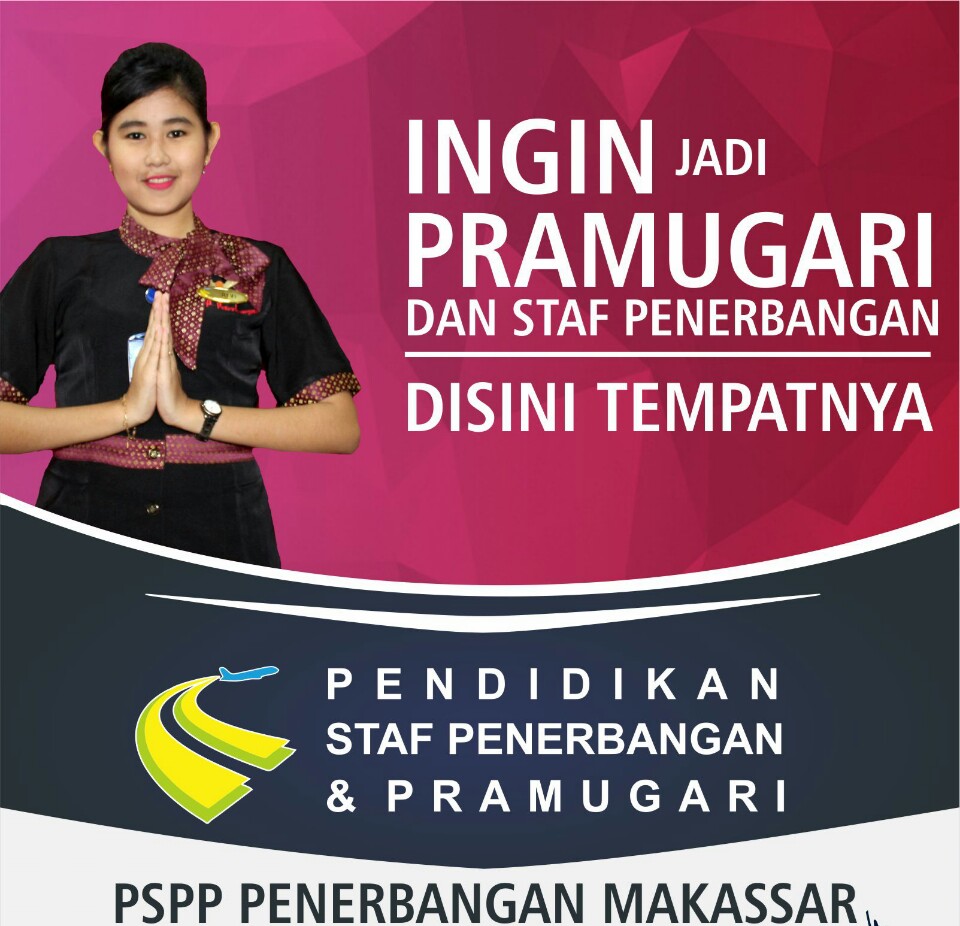 INGIN JADI
PRAMUGARI
DAN STAF PENERBANGAN
DISINI TEMPATNYA
PENDIDIKAN
STAF PENERBANGAN
& PRAMUGARI
PSPP PENERBANGAN MAKASSAR